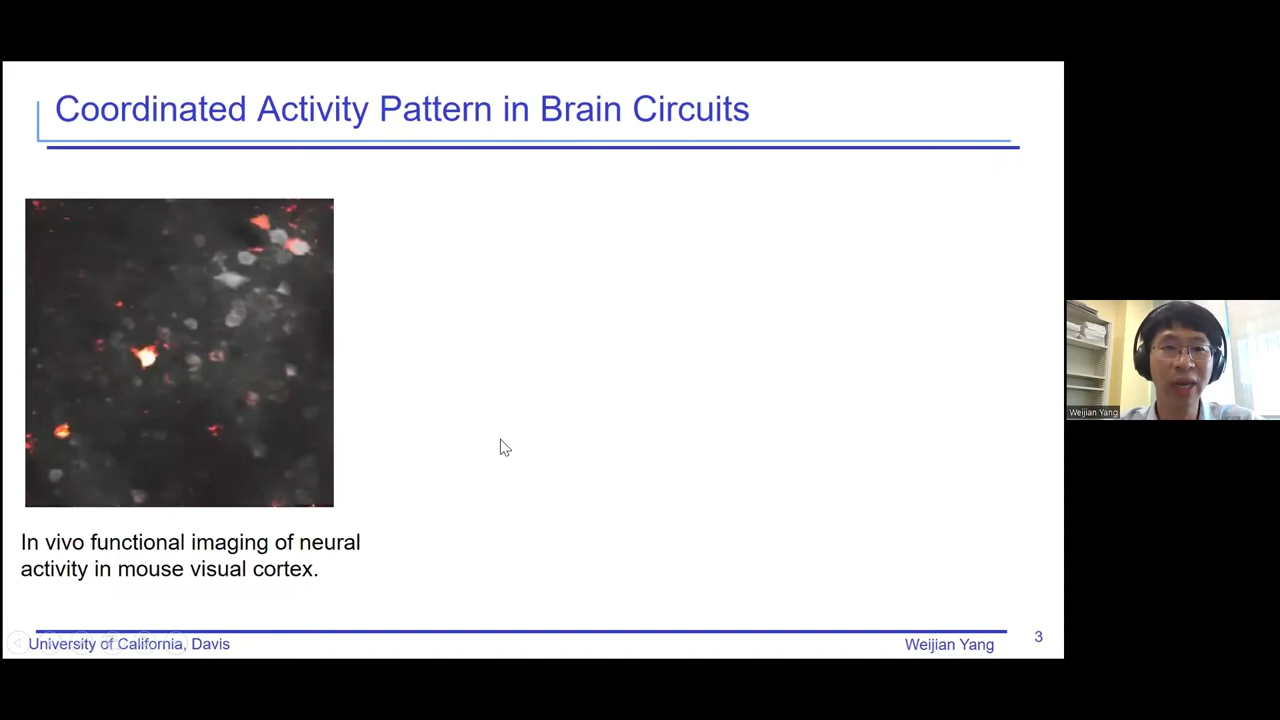 Coordinated Activity Pattern in Brain Circuits
In vivo functional imaging of neural
activity in mouse visual cortex.
University of California, Davis
Weijian Yang
3
Weijian Yang